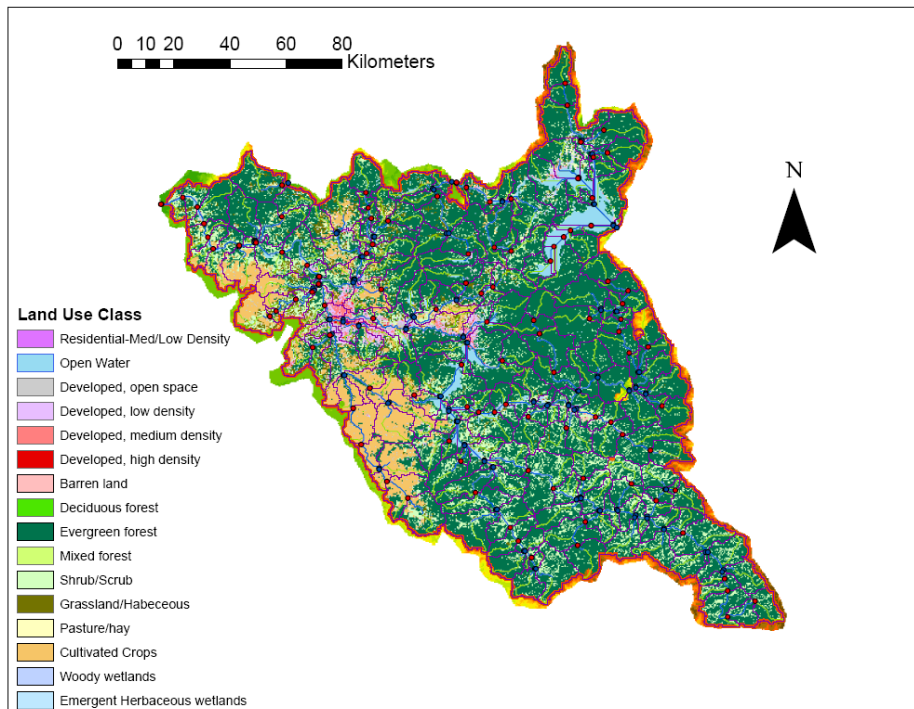 0 10 20 40 60 80
Kilometers
N
Land Use Class
Residential-Med/Low Density
Open Water
Developed, open space
Developed, low density
Developed, medium density
Developed, high density
Barren land
Deciduous forest
Evergreen forest
Mixed forest
Shrub/Scrub
Grassland/Habeceous
Pasture/hay
Cultivated Crops
Woody wetlands
Emergent Herbaceous wetlands